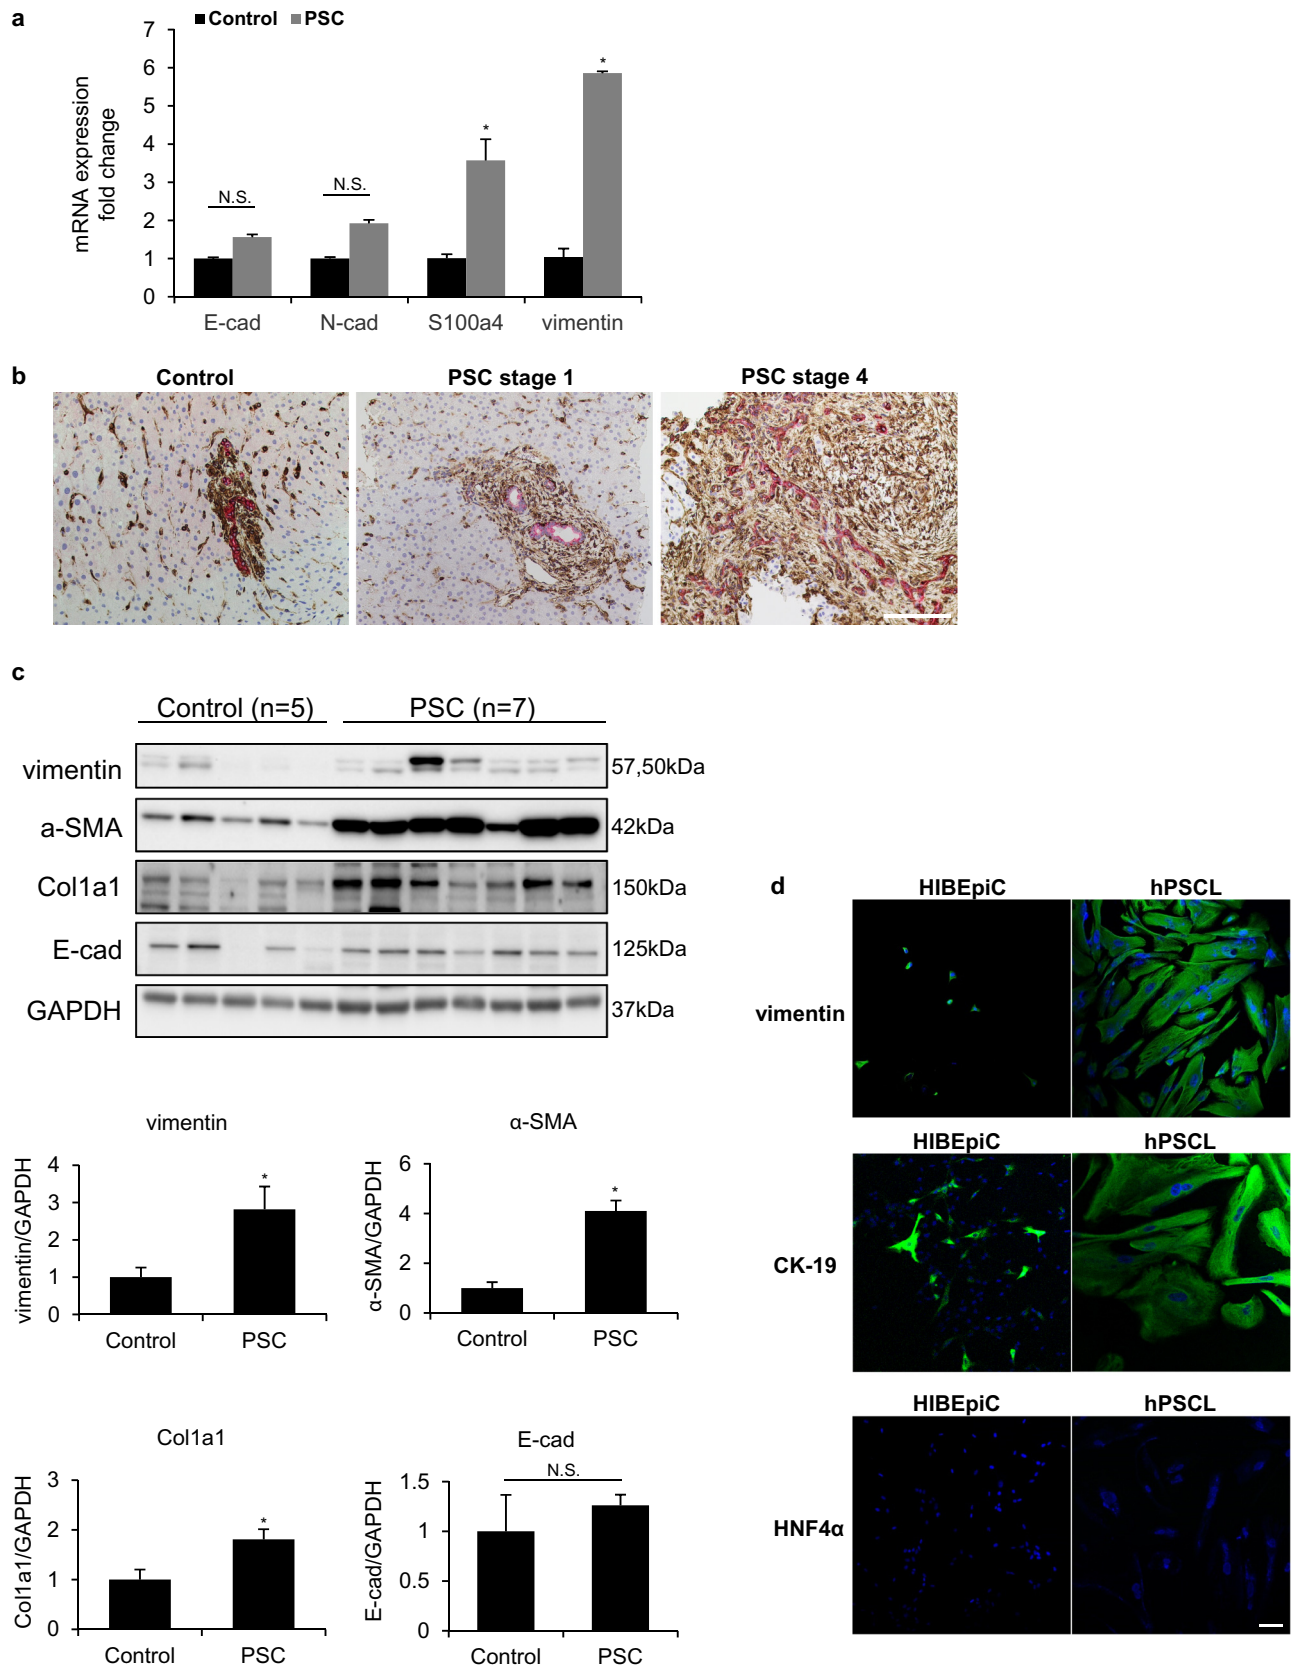 a
Control PSC
7
6
5
4
3
2
1
0
mRNA expression
fold change
N.S.
N.S.
*
*
E-cad N-cad S100a4 vimentin
b
Control PSC stage 1 PSC stage 4
c
Control (n=5) PSC (n=7)
vimentin 57,50kDa
a-SMA 42kDa
Col1a1 150kDa
E-cad 125kDa
GAPDH 37kDa
vimentin
vimentin/GAPDH
4
3
2
1
0
*
Control PSC
α-SMA
α-SMA/GAPDH
6
4
2
0
*
Control PSC
Col1a1
Col1a1/GAPDH
3
2
1
0
*
Control PSC
E-cad
E-cad/GAPDH
1.5
1
0.5
0
N.S.
Control PSC
d
HIBEpiC hPSCL
vimentin
HIBEpiC hPSCL
CK-19
HIBEpiC hPSCL
HNF4α